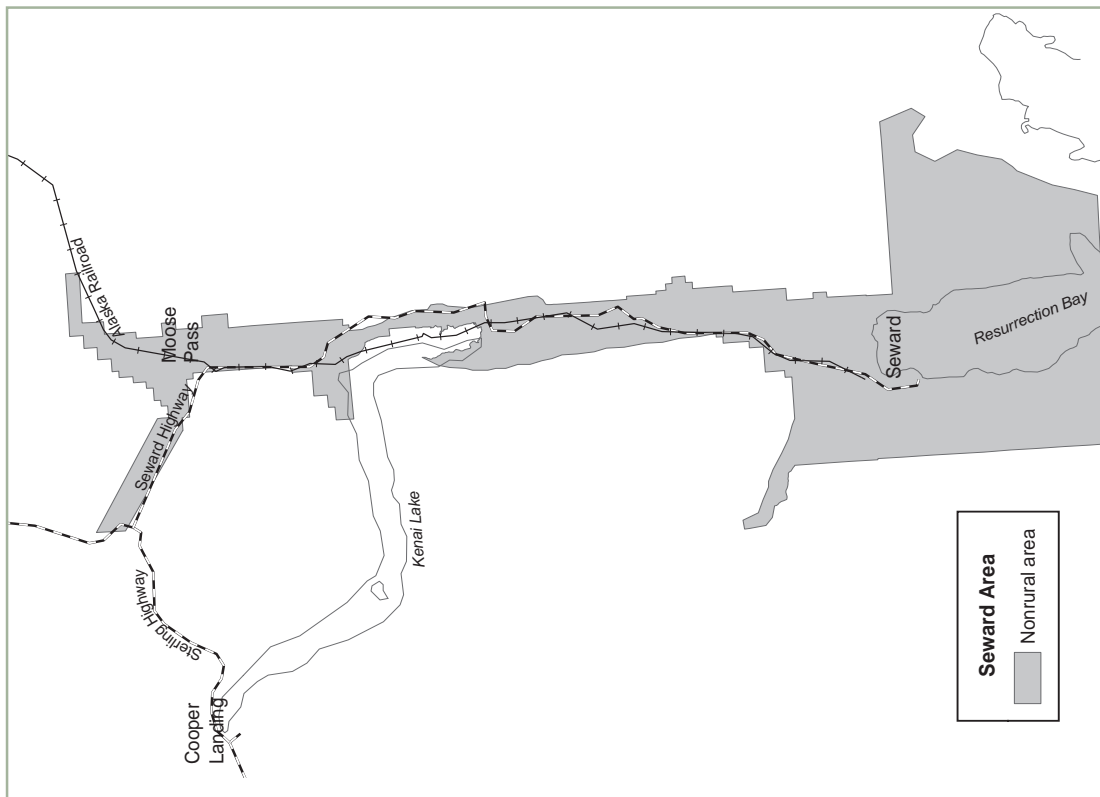 Alaska Railroad
Moose
Pass
Seward Highway
Sterling Highway
Cooper
Landing
Kenai Lake
Seward
Resurrection Bay
Seward Area
Nonrural area